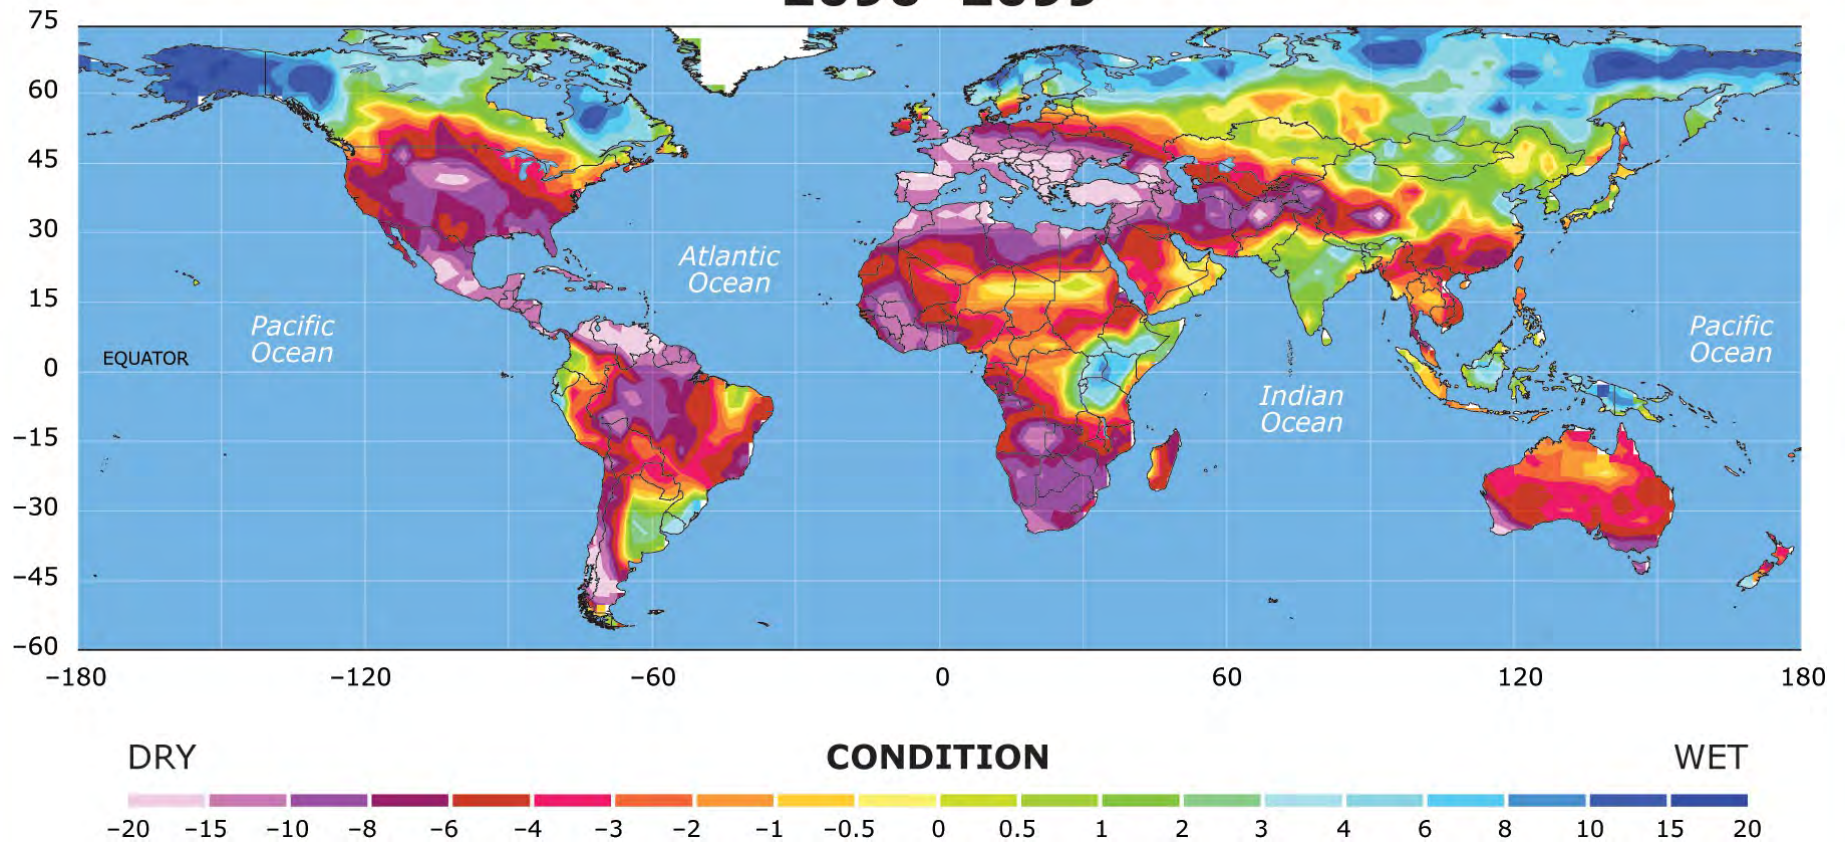 75
60
45
30
15
0
–15
–30
–45
–60
Atlantic
Ocean
Pacific
Ocean
EQUATOR
Pacific
Ocean
Indian
Ocean
–180
–120
–60
0
60
120
180
DRY
CONDITION
WET
–20 –15 –10 –8 –6 –4 –3 –2 –1 –0.5 0 0.5 1 2 3 4 6 8 10 15 20